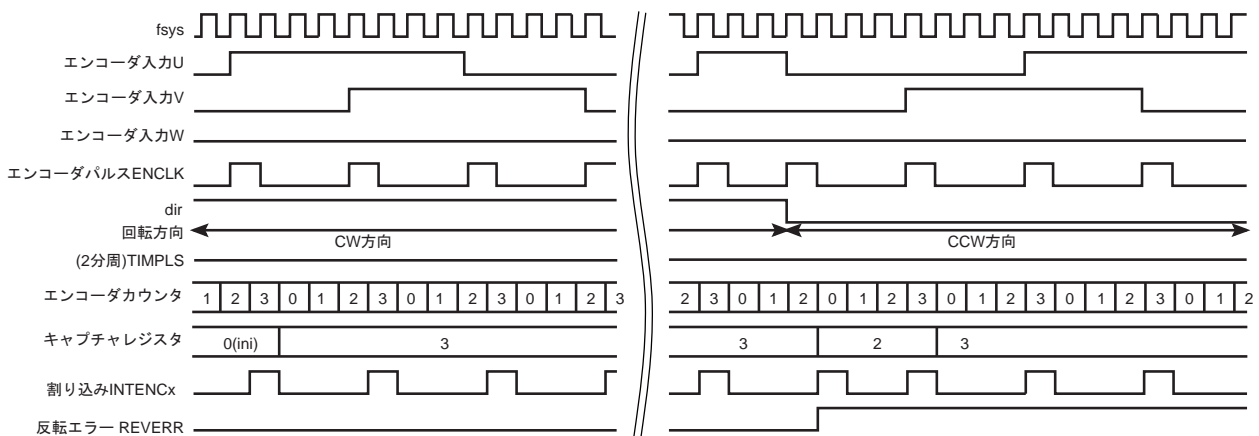 fsys
エンコーダ入力U
エンコーダ入力V
エンコーダ入力W
エンコーダパルスENCLK
dir
回転方向
CW方向 CCW方向
(2分周)TIMPLS
エンコーダカウンタ 1 2 3 0 1 2 3 0 1 2 3 0 1 2 3 2 3 0 1 2 0 1 2 3 0 1 2 3 0 1 2 3 0 1 2
キャプチャレジスタ 0(ini) 3 3 2 3
割り込みINTENCx
反転エラー REVERR